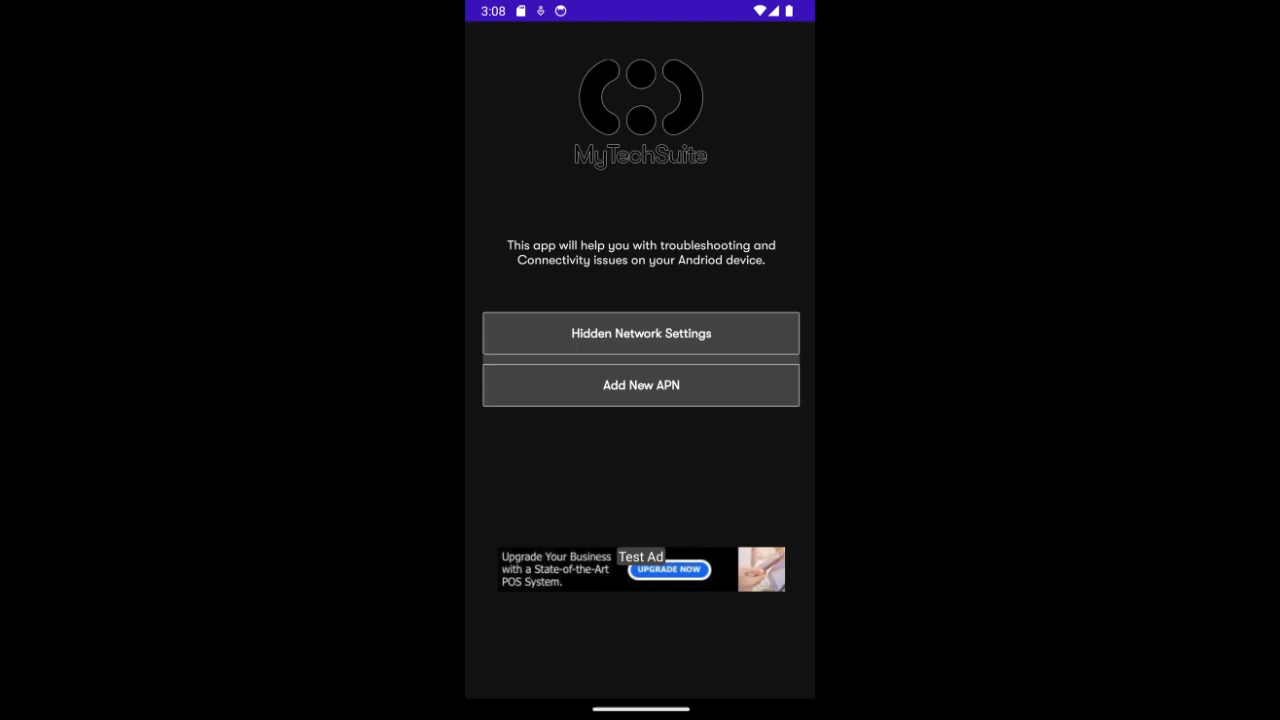 3:08
MyTechSuite
This app will help you with troubleshooting and
Connectivity issues on your Andriod device.
Hidden Network Settings
Add New APN
Upgrade Your Business
with a State-of-the-Art
POS System.
Test Ad
UPGRADE NOW